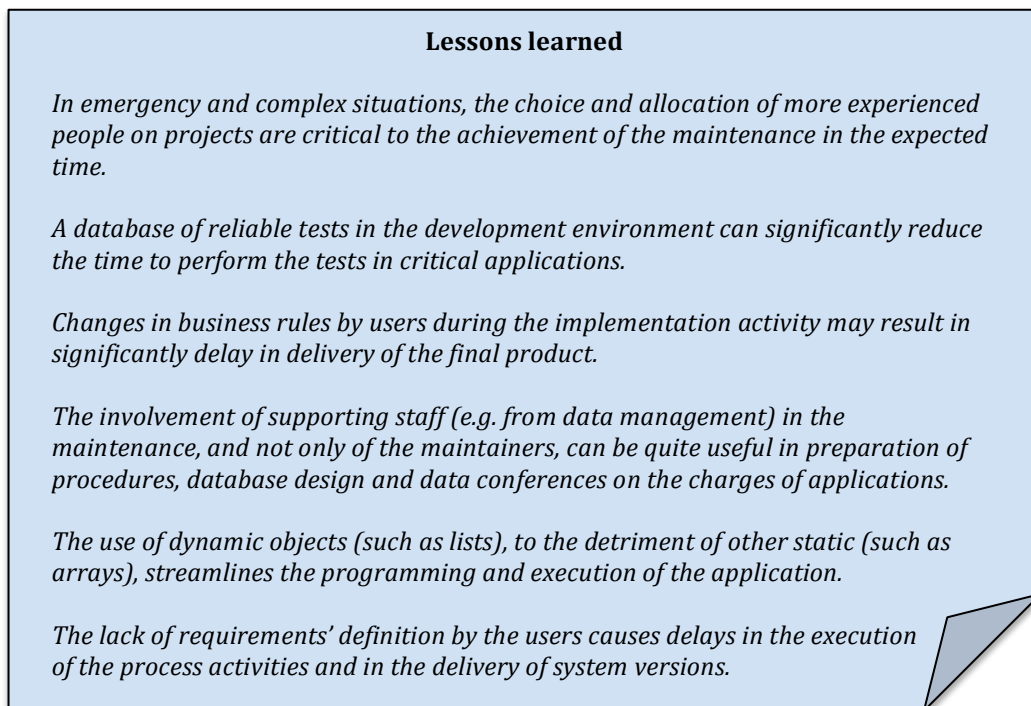 Lessons learned
In emergency and complex situations, the choice and allocation of more experienced
people on projects are critical to the achievement of the maintenance in the expected
time.
A database of reliable tests in the development environment can significantly reduce
the time to perform the tests in critical applications.
Changes in business rules by users during the implementation activity may result in
significantly delay in delivery of the final product.
The involvement of supporting staff (e.g. from data management) in the
maintenance, and not only of the maintainers, can be quite useful in preparation of
procedures, database design and data conferences on the charges of applications.
The use of dynamic objects (such as lists), to the detriment of other static (such as
arrays), streamlines the programming and execution of the application.
The lack of requirements’ definition by the users causes delays in the execution
of the process activities and in the delivery of system versions.